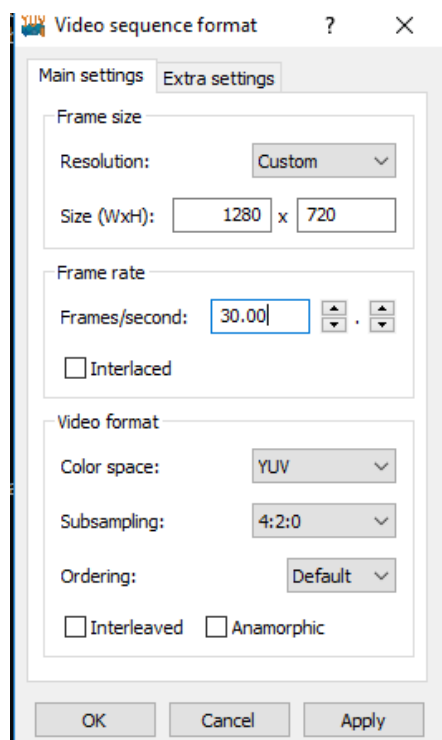 YUV Video sequence format ? ×
Main settings Extra settings
Frame size
Resolution: Custom
Size (WxH): 1280 x 720
Frame rate
Frames/second: 30.00 .
Interlaced
Video format
Color space: YUV
Subsampling: 4:2:0
Ordering: Default
Interleaved Anamorphic
OK Cancel Apply